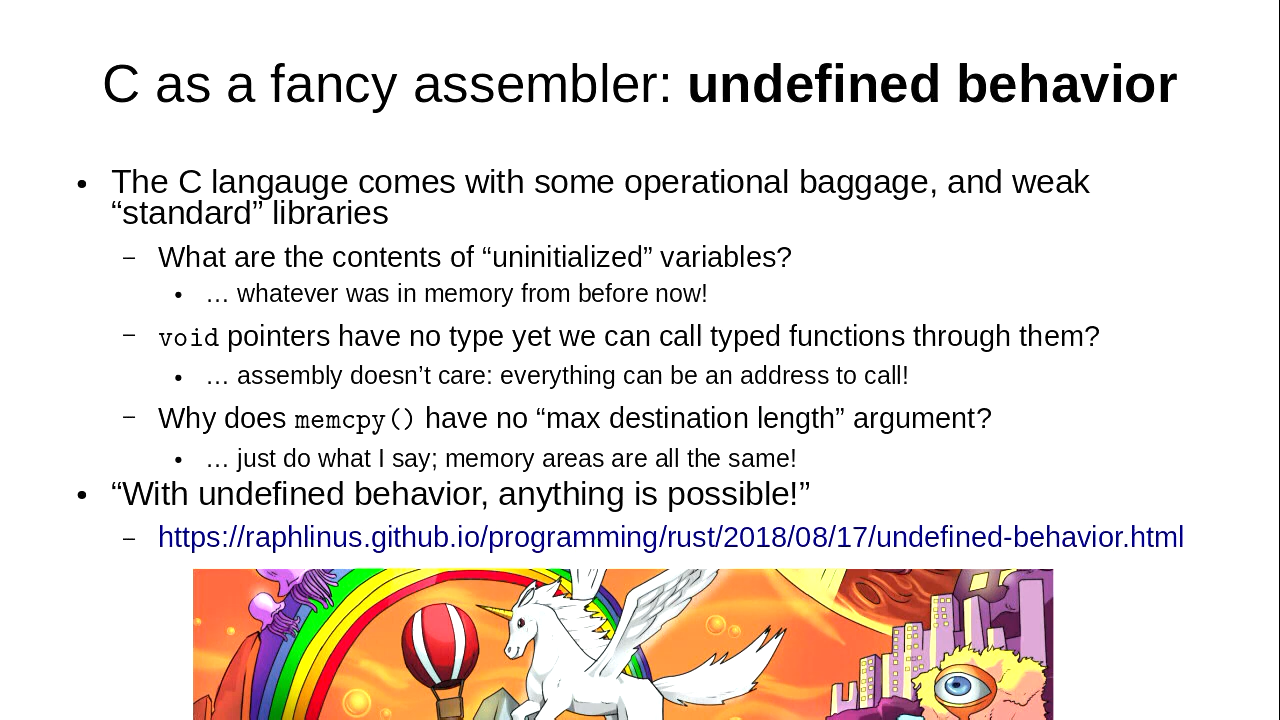 C as a fancy assembler: undefined behavior
• The C langauge comes with some operational baggage, and weak
“standard” libraries
– What are the contents of “uninitialized” variables?
• … whatever was in memory from before now!
– void pointers have no type yet we can call typed functions through them?
• … assembly doesn’t care: everything can be an address to call!
– Why does memcpy() have no “max destination length” argument?
• … just do what I say; memory areas are all the same!
• “With undefined behavior, anything is possible!”
– https://raphlinus.github.io/programming/rust/2018/08/17/undefined-behavior.html